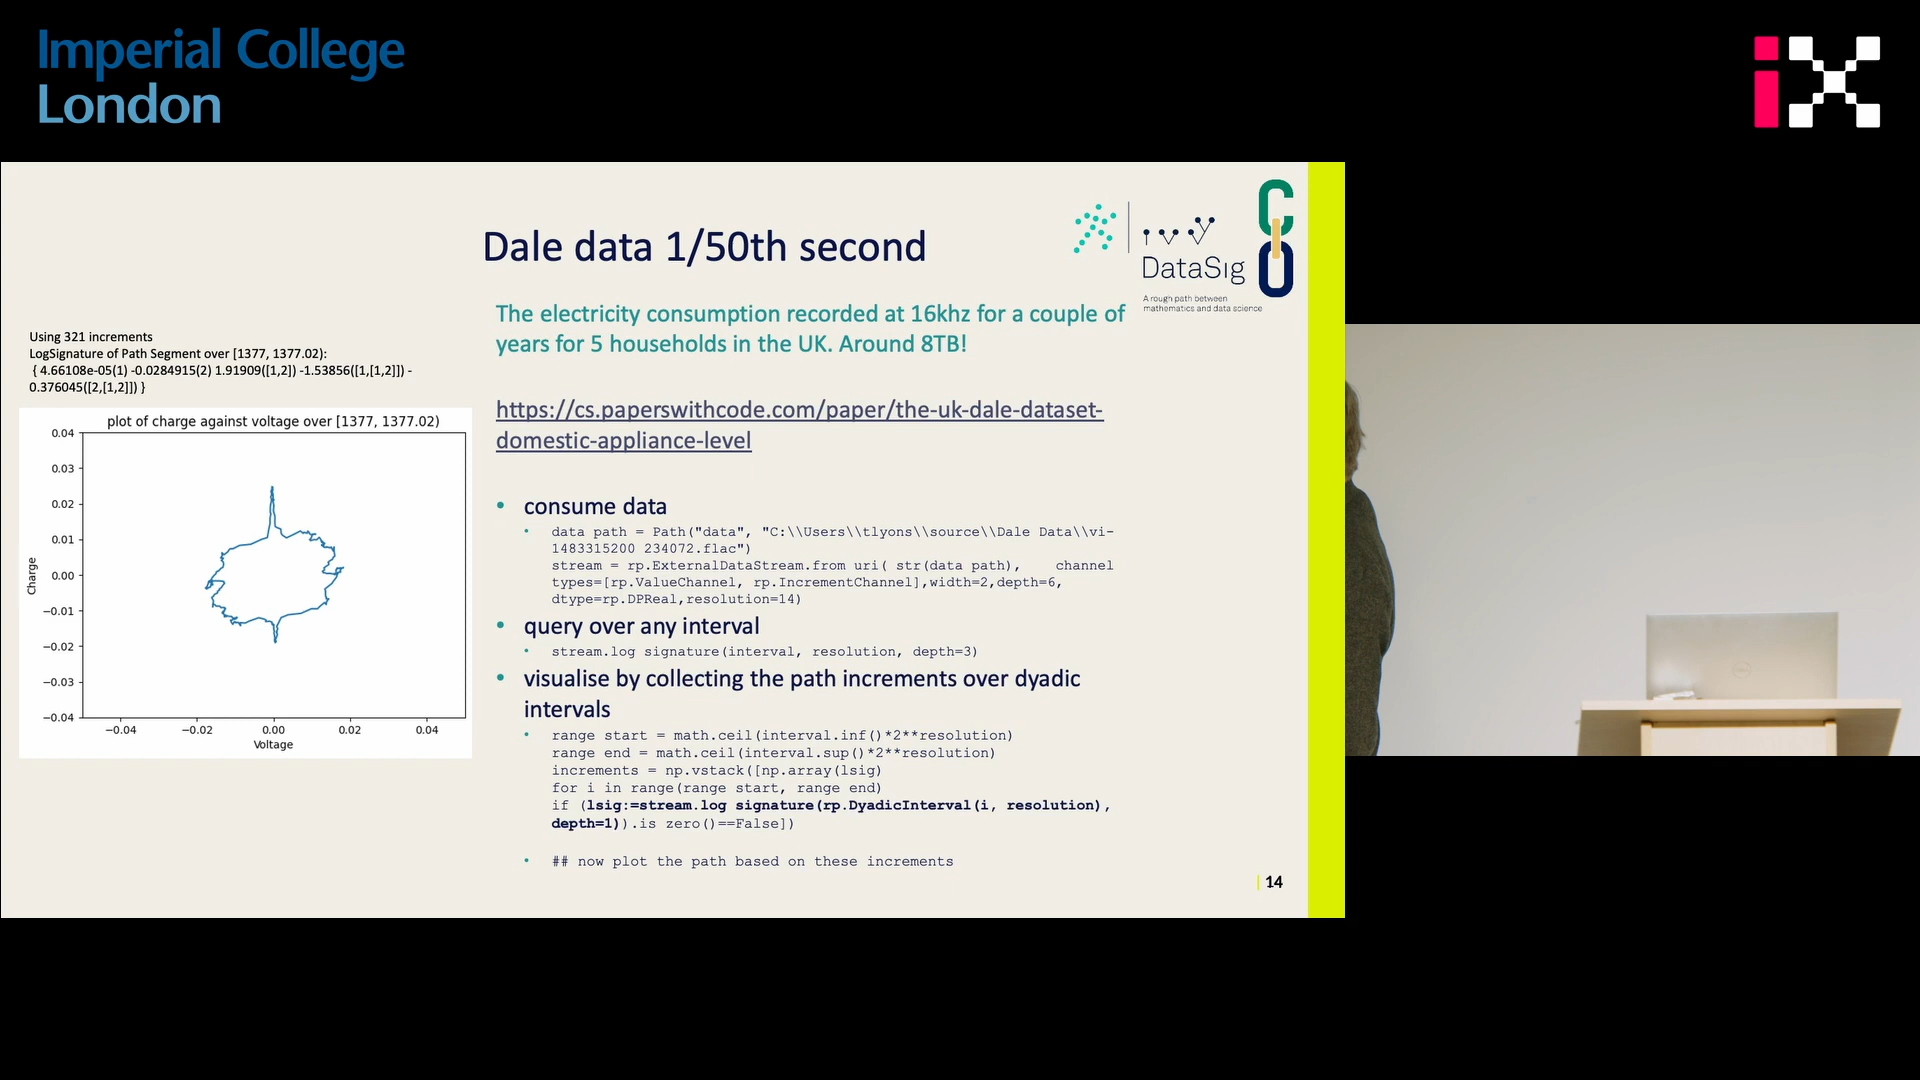 Imperial College
London
iX
Dale data 1/50th second
DataSig
A rough path between
mathematics and data science
The electricity consumption recorded at 16khz for a couple of
years for 5 households in the UK. Around 8TB!
https://cs.paperswithcode.com/paper/the-uk-dale-dataset-
domestic-appliance-level
Using 321 increments
LogSignature of Path Segment over [1377, 1377.02):
{ 4.66108e-05(1) -0.0284915(2) 1.91909([1,2]) -1.53856([1,[1,2]]) -
0.376045([2,[1,2]]) }
plot of charge against voltage over [1377, 1377.02)
0.04
0.03
0.02
0.01
0.00
−0.01
−0.02
−0.03
−0.04
Charge
−0.04 −0.02 0.00 0.02 0.04
Voltage
• consume data
• data path = Path("data", "C:\\Users\\tlyons\\source\\Dale Data\\vi-
1483315200 234072.flac")
stream = rp.ExternalDataStream.from uri( str(data path), channel
types=[rp.ValueChannel, rp.IncrementChannel],width=2,depth=6,
dtype=rp.DPReal,resolution=14)
• query over any interval
• stream.log signature(interval, resolution, depth=3)
• visualise by collecting the path increments over dyadic
intervals
• range start = math.ceil(interval.inf()*2**resolution)
range end = math.ceil(interval.sup()*2**resolution)
increments = np.vstack([np.array(lsig)
for i in range(range start, range end)
if (lsig:=stream.log signature(rp.DyadicInterval(i, resolution),
depth=1)).is zero()==False])
• ## now plot the path based on these increments
14